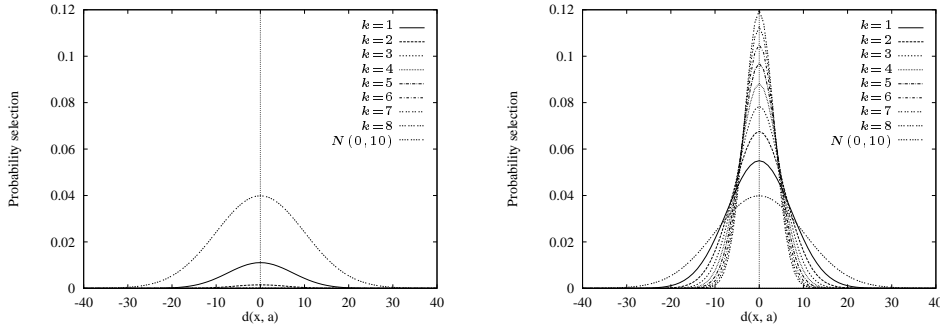 0.12
0.1
0.08
0.06
0.04
0.02
0
Probability selection
k=1
k=2
k=3
k=4
k=5
k=6
k=7
k=8
N(0,10)
-40 -30 -20 -10 0 10 20 30 40
d(x, a)
0.12
0.1
0.08
0.06
0.04
0.02
0
Probability selection
k=1
k=2
k=3
k=4
k=5
k=6
k=7
k=8
N(0,10)
-40 -30 -20 -10 0 10 20 30 40
d(x, a)